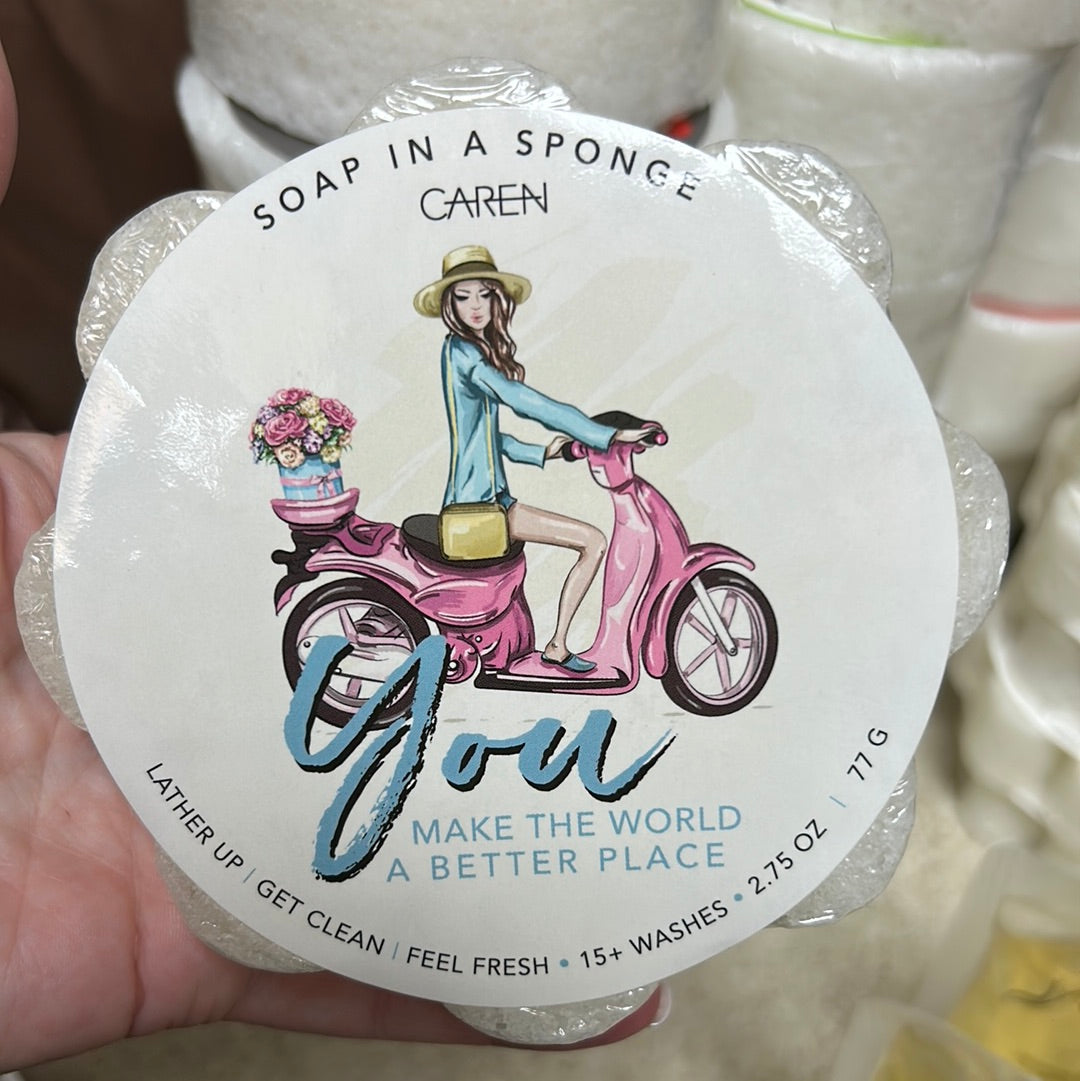 SOAP IN A SPONGE
CAREN
You
MAKE THE WORLD
A BETTER PLACE
LATHER UP | GET CLEAN | FEEL FRESH • 15+ WASHES • 2.75 OZ | 77 G